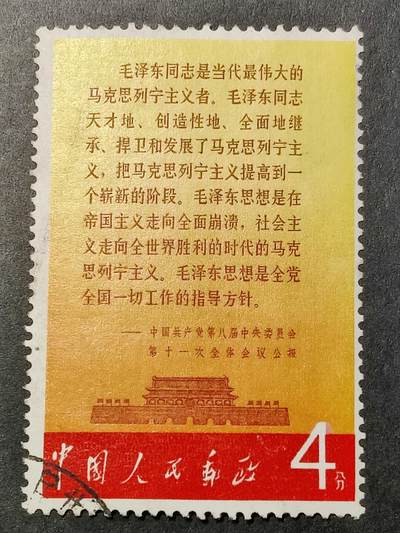 毛泽东同志是当代最伟大的
马克思列宁主义者。毛泽东同志
天才地、创造性地、全面地继
承、捍卫和发展了马克思列宁主
义，把马克思列宁主义提高到一
个崭新的阶段。毛泽东思想是在
帝国主义走向全面崩溃，社会主
义走向全世界胜利的时代的马克
思列宁主义。毛泽东思想是全党
全国一切工作的指导方针。
——中国共产党第八届中央委员会
第十一次全体会议公报
中国人民邮政 4分